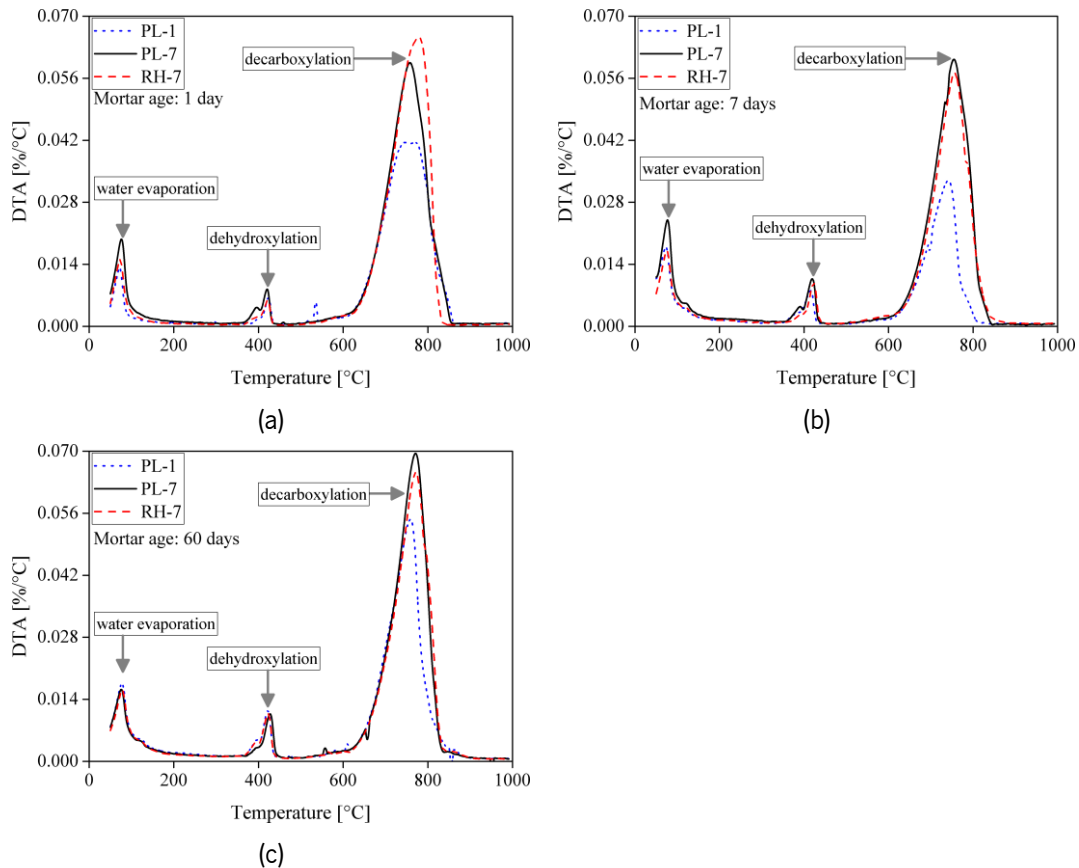 0.070
0.056
0.042
0.028
0.014
0.000
DTA [%/°C]
PL-1
PL-7
RH-7
Mortar age: 1 day
decarboxylation
water evaporation
dehydroxylation
0 200 400 600 800 1000
Temperature [°C]
(a)
0.070
0.056
0.042
0.028
0.014
0.000
DTA [%/°C]
PL-1
PL-7
RH-7
Mortar age: 7 days
decarboxylation
water evaporation
dehydroxylation
0 200 400 600 800 1000
Temperature [°C]
(b)
0.070
0.056
0.042
0.028
0.014
0.000
DTA [%/°C]
PL-1
PL-7
RH-7
Mortar age: 60 days
decarboxylation
water evaporation
dehydroxylation
0 200 400 600 800 1000
Temperature [°C]
(c)